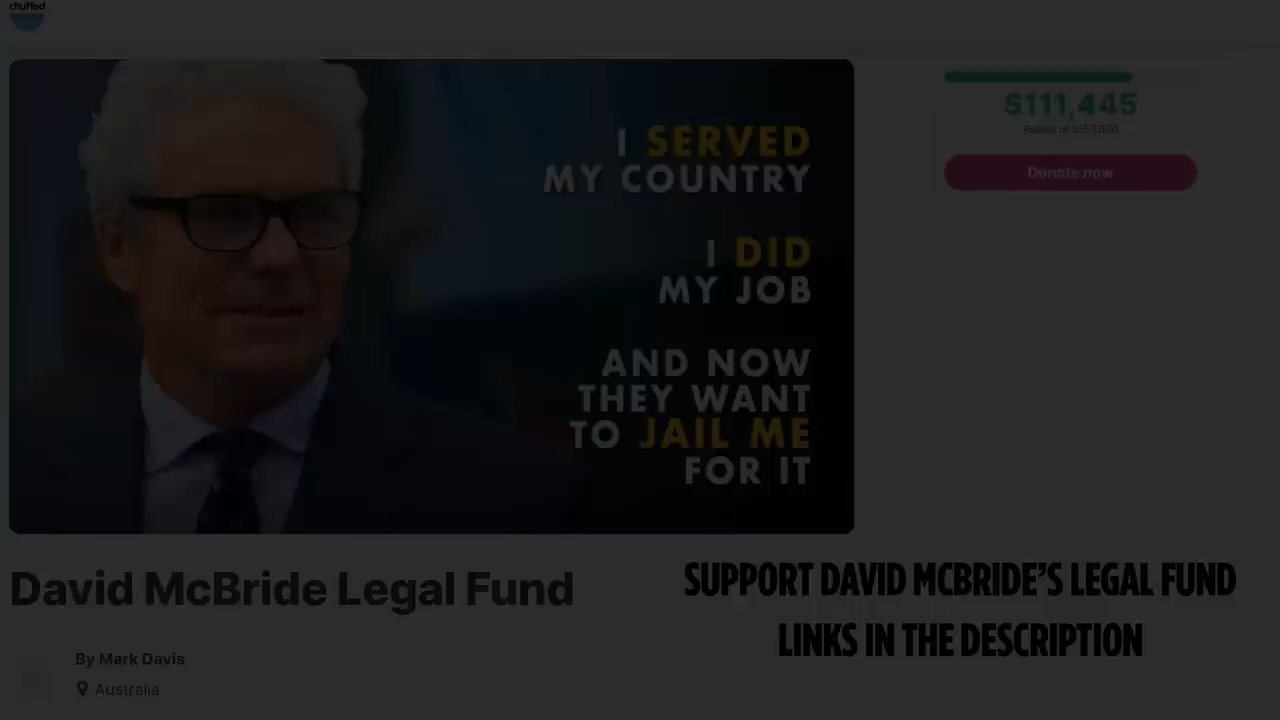 chuffed
I SERVED
MY COUNTRY
I DID
MY JOB
AND NOW
THEY WANT
TO JAIL ME
FOR IT
$111,445
Donate now
David McBride Legal Fund
By Mark Davis
Australia
SUPPORT DAVID MCBRIDE'S LEGAL FUND
LINKS IN THE DESCRIPTION